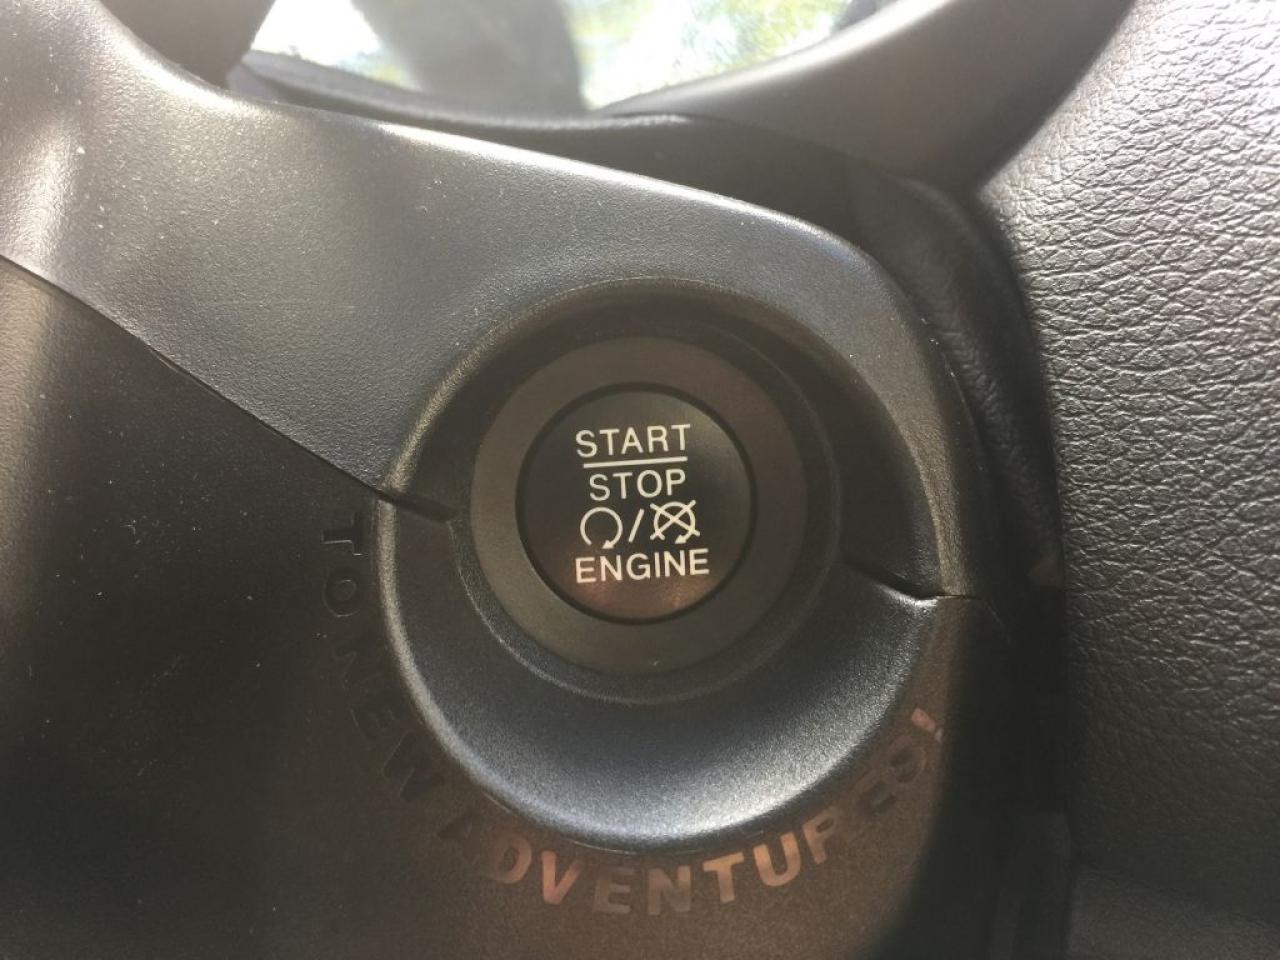 START
STOP
/
ENGINE
TO NEW ADVENTURES!